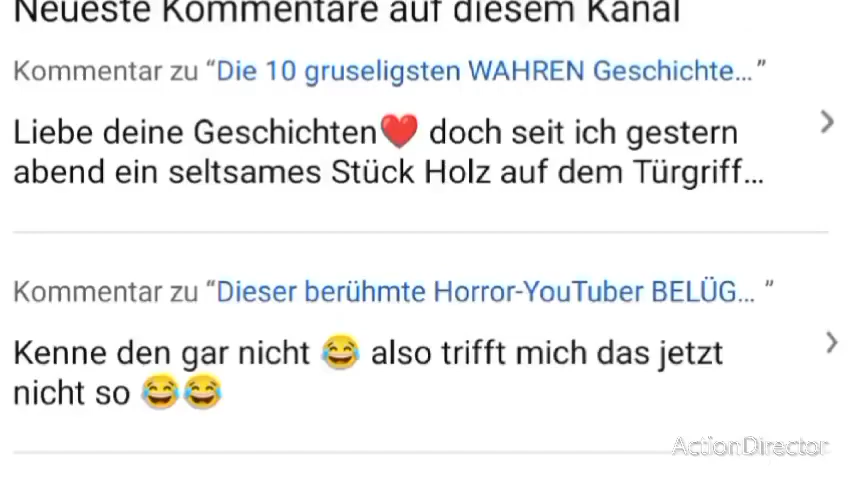 Neueste Kommentare auf diesem Kanal
Kommentar zu “Die 10 gruseligsten WAHREN Geschichte...”
Liebe deine Geschichten❤️ doch seit ich gestern
abend ein seltsames Stück Holz auf dem Türgriff...
Kommentar zu “Dieser berühmte Horror-YouTuber BELÜG... ”
Kenne den gar nicht 😂 also trifft mich das jetzt
nicht so 😂😂
ActionDirector